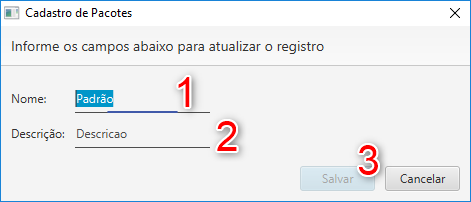 Cadastro de Pacotes
Informe os campos abaixo para atualizar o registro
Nome: Padrão 1
Descrição: Descricao 2
3
Salvar Cancelar